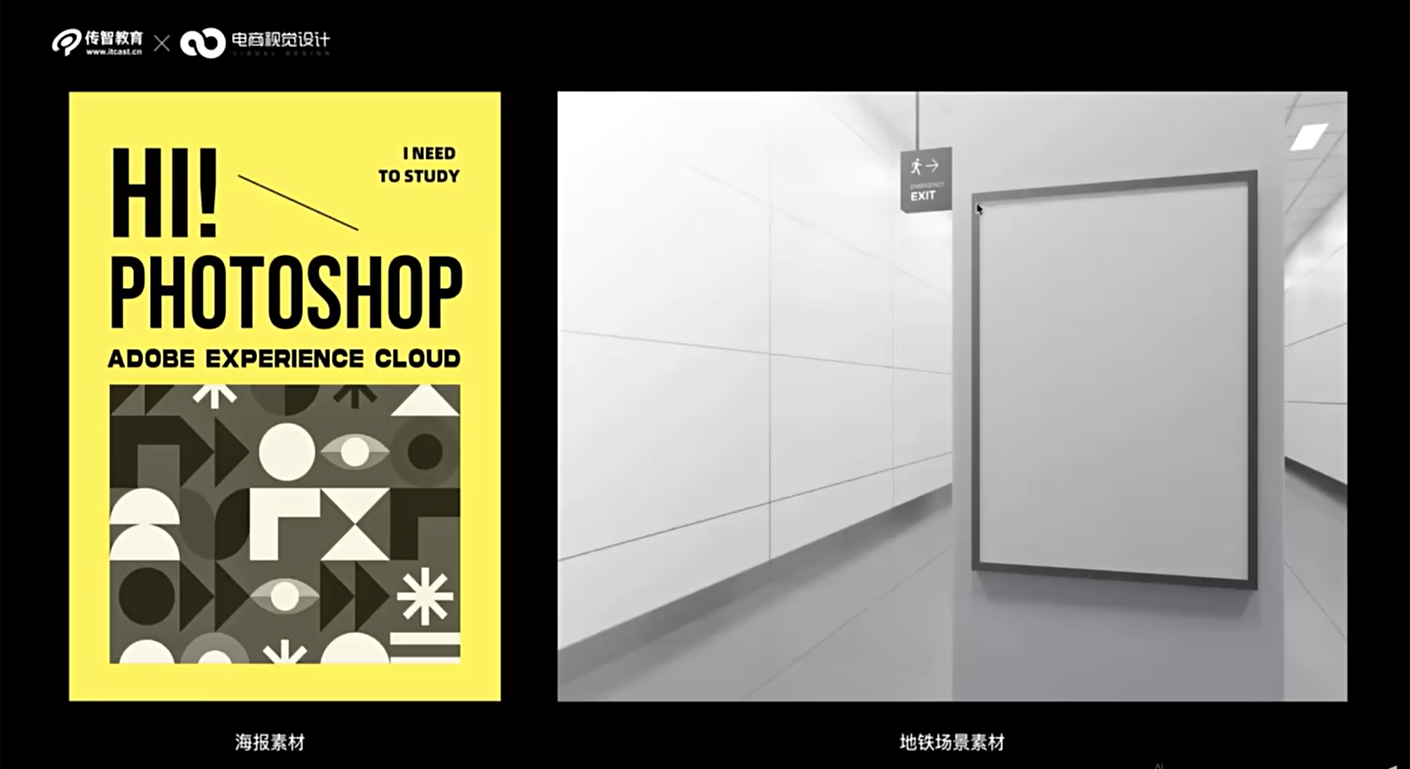 传智教育
www.itcast.cn
电商视觉设计
VISUAL DESIGN
HI!
I NEED
TO STUDY
PHOTOSHOP
ADOBE EXPERIENCE CLOUD
EMERGENCY
EXIT
海报素材
地铁场景素材
AI